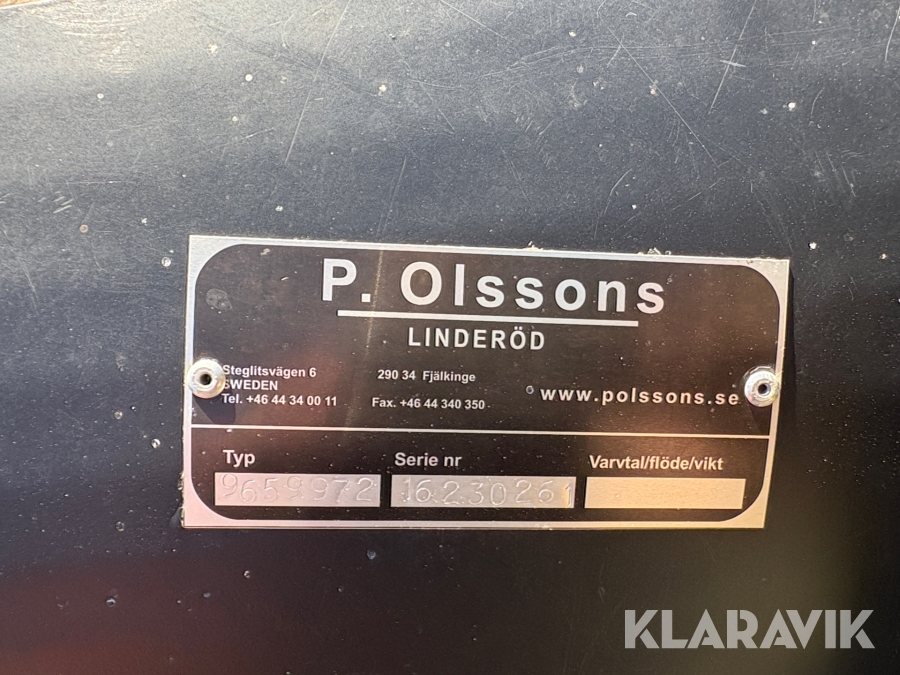 P. Olssons
LINDERÖD
Steglitsvägen 6 290 34 Fjälkinge
SWEDEN
Tel. +46 44 34 00 11 Fax. +46 44 340 350 www.polssons.se
Typ Serie nr Varvtal/flöde/vikt
9659972 16230261
KLARAVIK